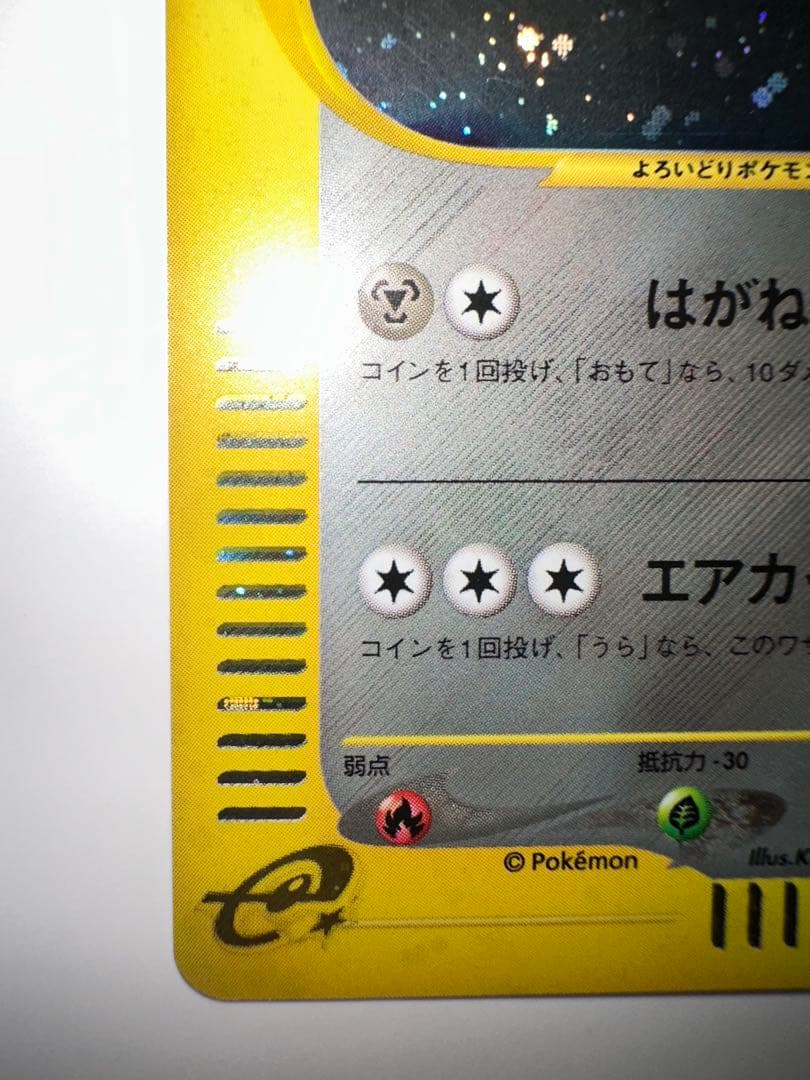 よろいどりポケモン
はがね
コインを1回投げ、「おもて」なら、10ダメ
エアカ
コインを1回投げ、「うら」なら、このワザ
弱点
抵抗力 -30
© Pokémon
Illus.K